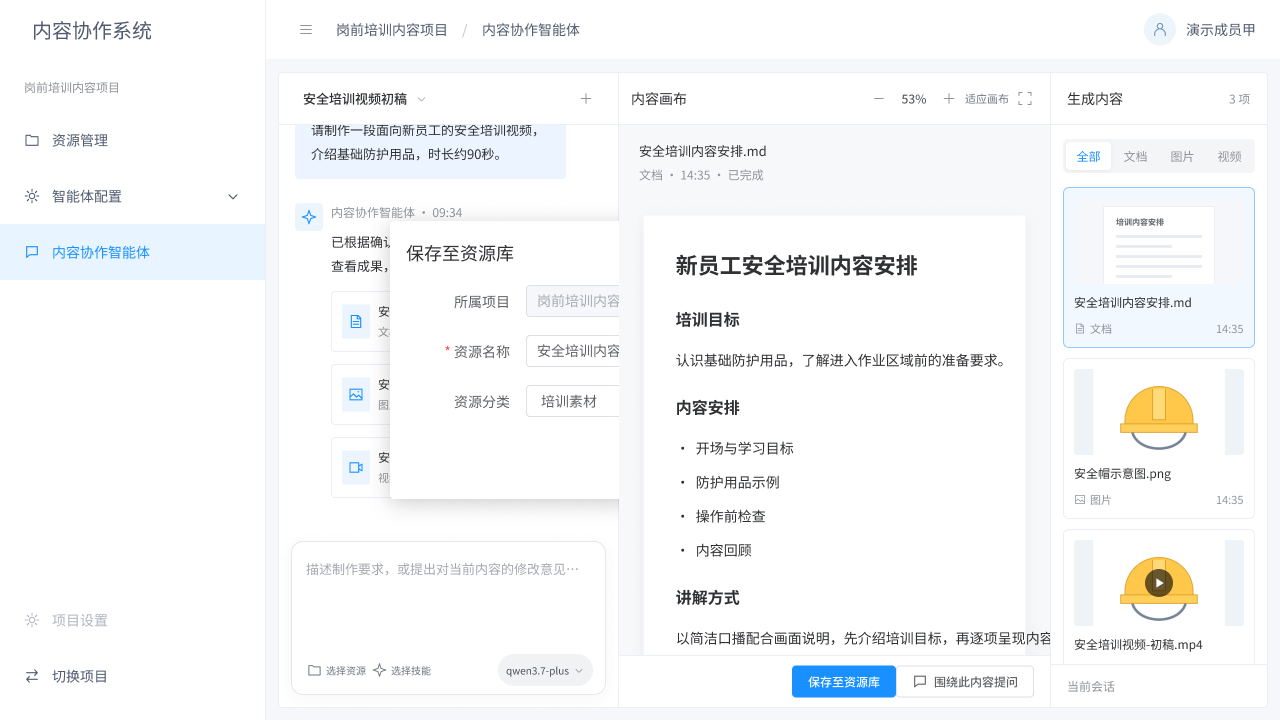 内容协作系统
岗前培训内容项目
资源管理
智能体配置
内容协作智能体
项目设置
切换项目
岗前培训内容项目 / 内容协作智能体
演示成员甲
安全培训视频初稿
请制作一段面向新员工的安全培训视频，
介绍基础防护用品，时长约90秒。
内容协作智能体 · 09:34
已根据确认
查看成果，
安
文
安
图
安
视
保存至资源库
所属项目 岗前培训内容
* 资源名称 安全培训内容
资源分类 培训素材
描述制作要求，或提出对当前内容的修改意见…
选择资源 选择技能 qwen3.7-plus
内容画布
53% 适应画布
安全培训内容安排.md
文档 · 14:35 · 已完成
新员工安全培训内容安排
培训目标
认识基础防护用品，了解进入作业区域前的准备要求。
内容安排
· 开场与学习目标
· 防护用品示例
· 操作前检查
· 内容回顾
讲解方式
以简洁口播配合画面说明，先介绍培训目标，再逐项呈现内容
保存至资源库 围绕此内容提问
生成内容 3 项
全部 文档 图片 视频
培训内容安排
安全培训内容安排.md
文档 14:35
安全帽示意图.png
图片 14:35
安全培训视频-初稿.mp4
当前会话